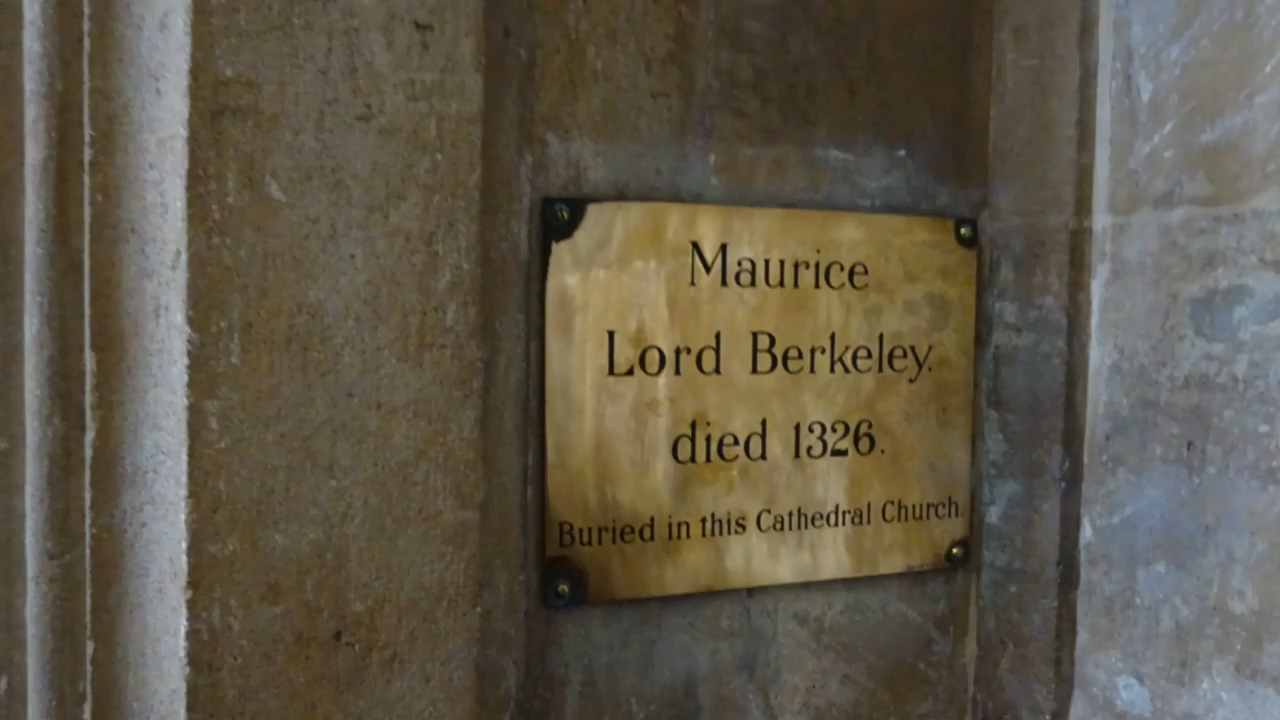 Maurice
Lord Berkeley.
died 1326.
Buried in this Cathedral Church.